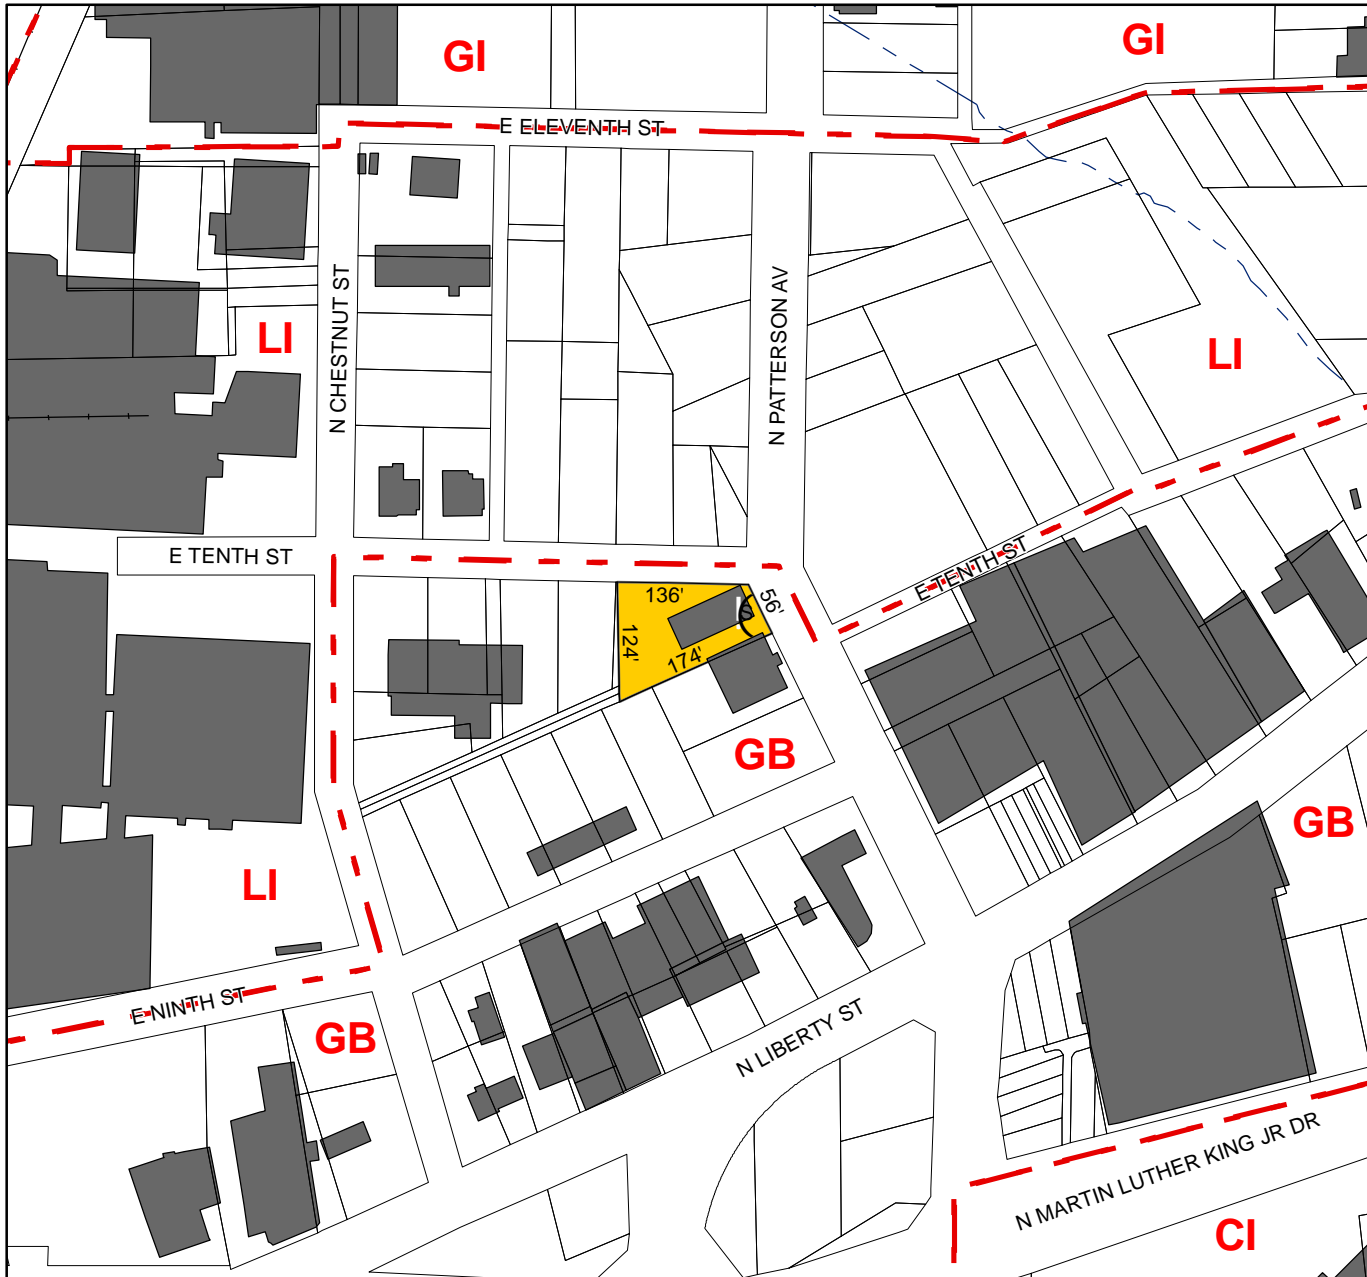 GI
GI
E ELEVENTH ST
N CHESTNUT ST
N PATTERSON AV
LI
LI
E TENTH ST
E TENTH ST
136'
56'
124'
174'
GB
GB
LI
E NINTH ST
GB
N LIBERTY ST
N MARTIN LUTHER KING JR DR
CI